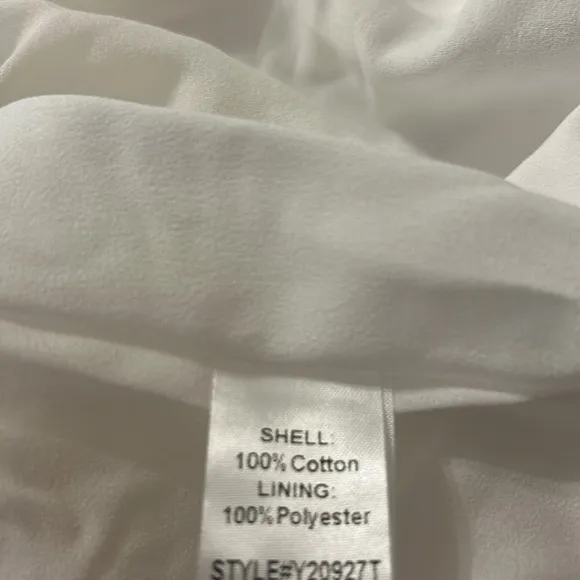 SHELL:
100% Cotton
LINING:
100% Polyester
STYLE#Y20927T